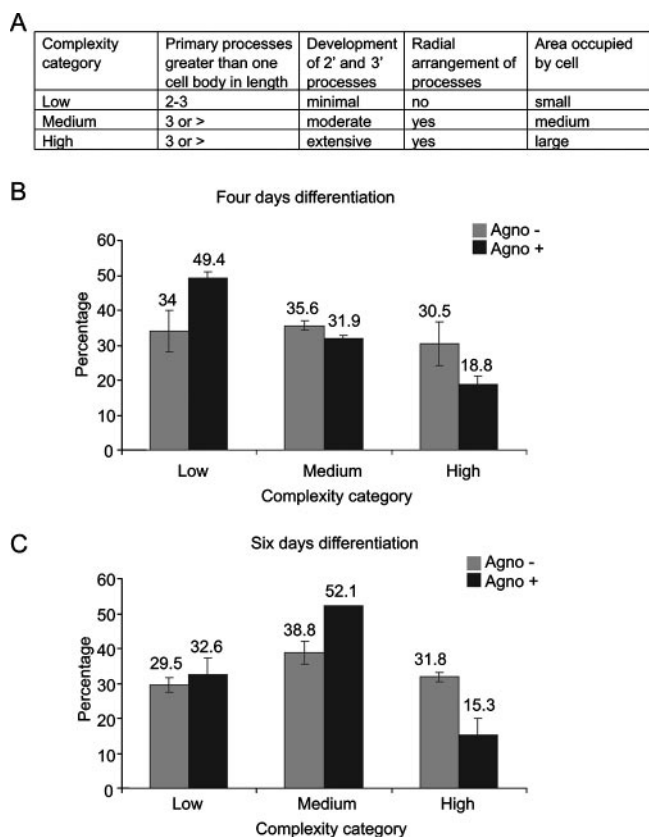 A
Complexity category | Primary processes greater than one cell body in length | Development of 2' and 3' processes | Radial arrangement of processes | Area occupied by cell
Low | 2-3 | minimal | no | small
Medium | 3 or > | moderate | yes | medium
High | 3 or > | extensive | yes | large
B
Four days differentiation
Agno -
Agno +
Percentage
60
50
40
30
20
10
0
34
49.4
35.6
31.9
30.5
18.8
Low Medium High
Complexity category
C
Six days differentiation
Agno -
Agno +
Percentage
60
50
40
30
20
10
0
29.5
32.6
38.8
52.1
31.8
15.3
Low Medium High
Complexity category